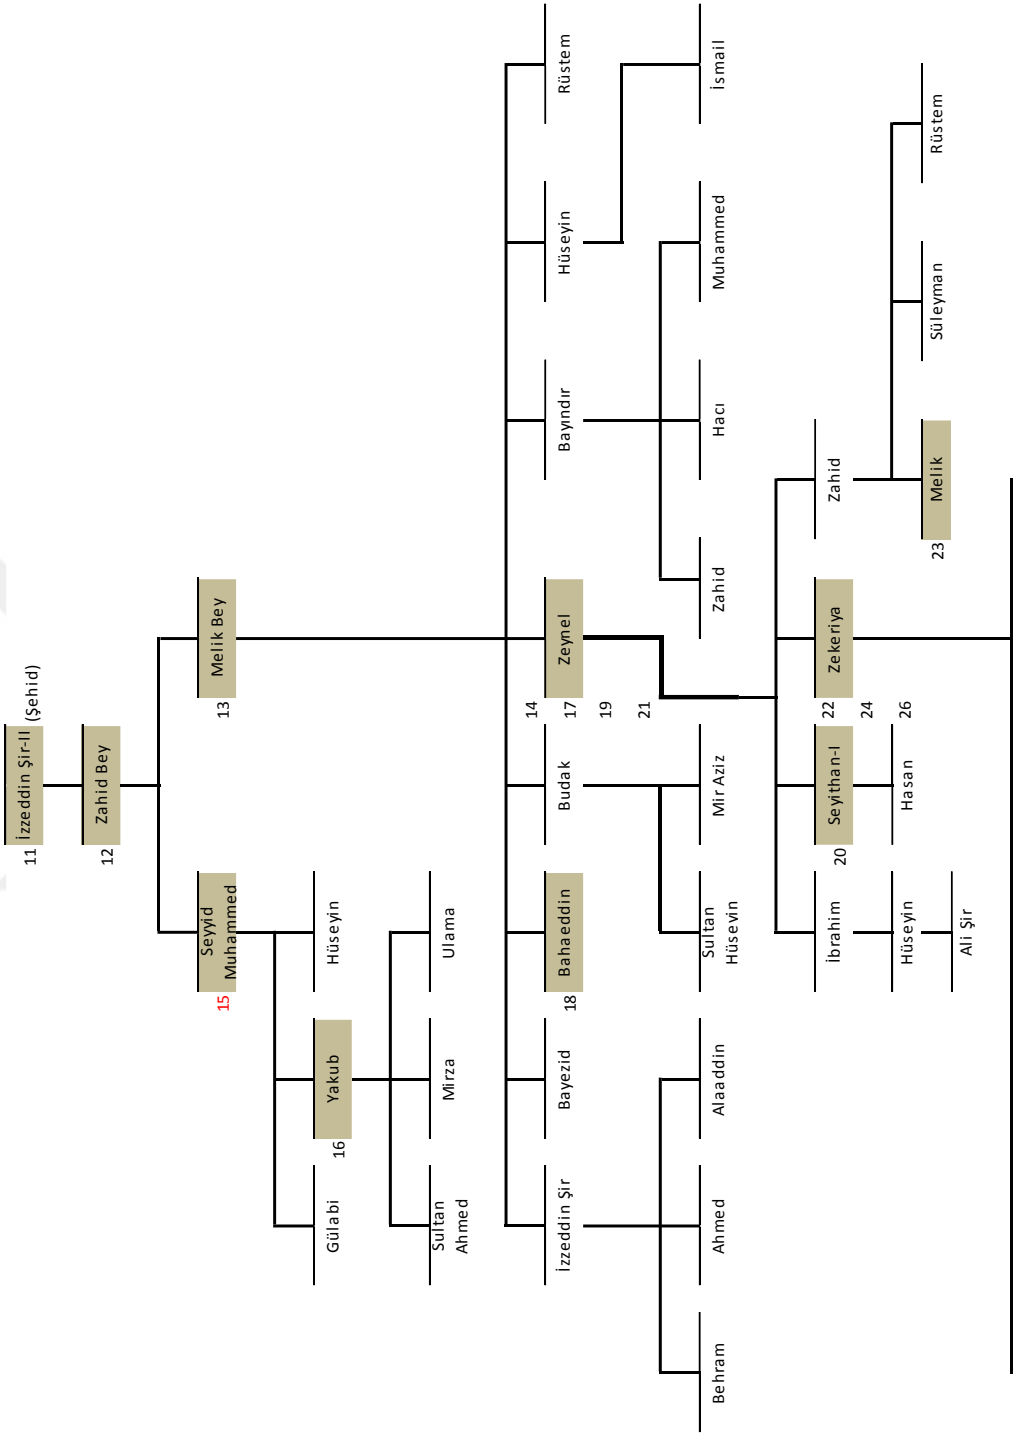 İzzeddin Şir-II
(Şehid)
11
Zahid Bey
12
Seyyid
Muhammed
15
Melik Bey
13
Gülabi
Yakub
16
Hüseyin
Sultan
Ahmed
Mirza
Ulama
İzzeddin Şir
Bayezid
Bahaeddin
18
Budak
Zeynel
14
17
19
21
Bayındır
Hüseyin
Rüstem
Behram
Ahmed
Alaaddin
Sultan
Hüseyin
Mir Aziz
Zahid
Hacı
Muhammed
İsmail
İbrahim
Seyithan-I
20
Zekeriya
22
24
26
Zahid
Hüseyin
Hasan
Ali Şir
Melik
23
Süleyman
Rüstem